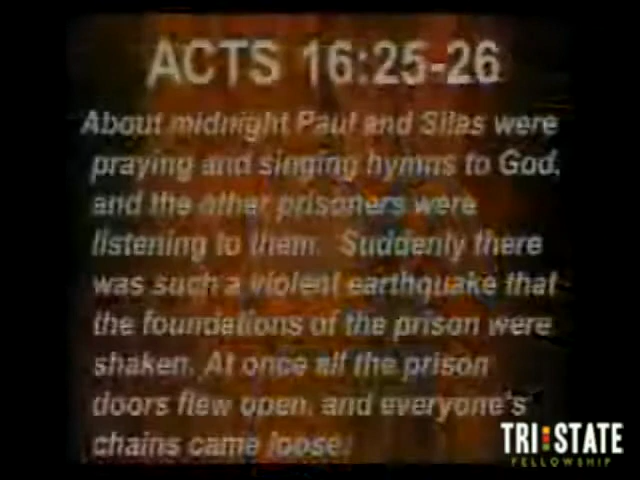 ACTS 16:25-26
About midnight Paul and Silas were
praying and singing hymns to God,
and the other prisoners were
listening to them. Suddenly there
was such a violent earthquake that
the foundations of the prison were
shaken. At once all the prison
doors flew open, and everyone's
chains came loose.
TRI STATE
FELLOWSHIP